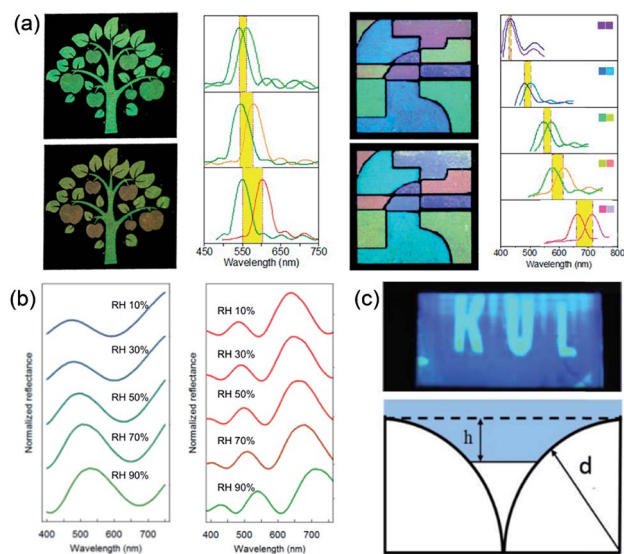 (a)
450 550 650 750
Wavelength (nm)
400 500 600 700 800
Wavelength (nm)
(b)
Normalized reflectance
RH 10%
RH 30%
RH 50%
RH 70%
RH 90%
400 500 600 700
Wavelength (nm)
Normalized reflectance
RH 10%
RH 30%
RH 50%
RH 70%
RH 90%
400 500 600 700
Wavelength (nm)
(c)
KUL
h
d